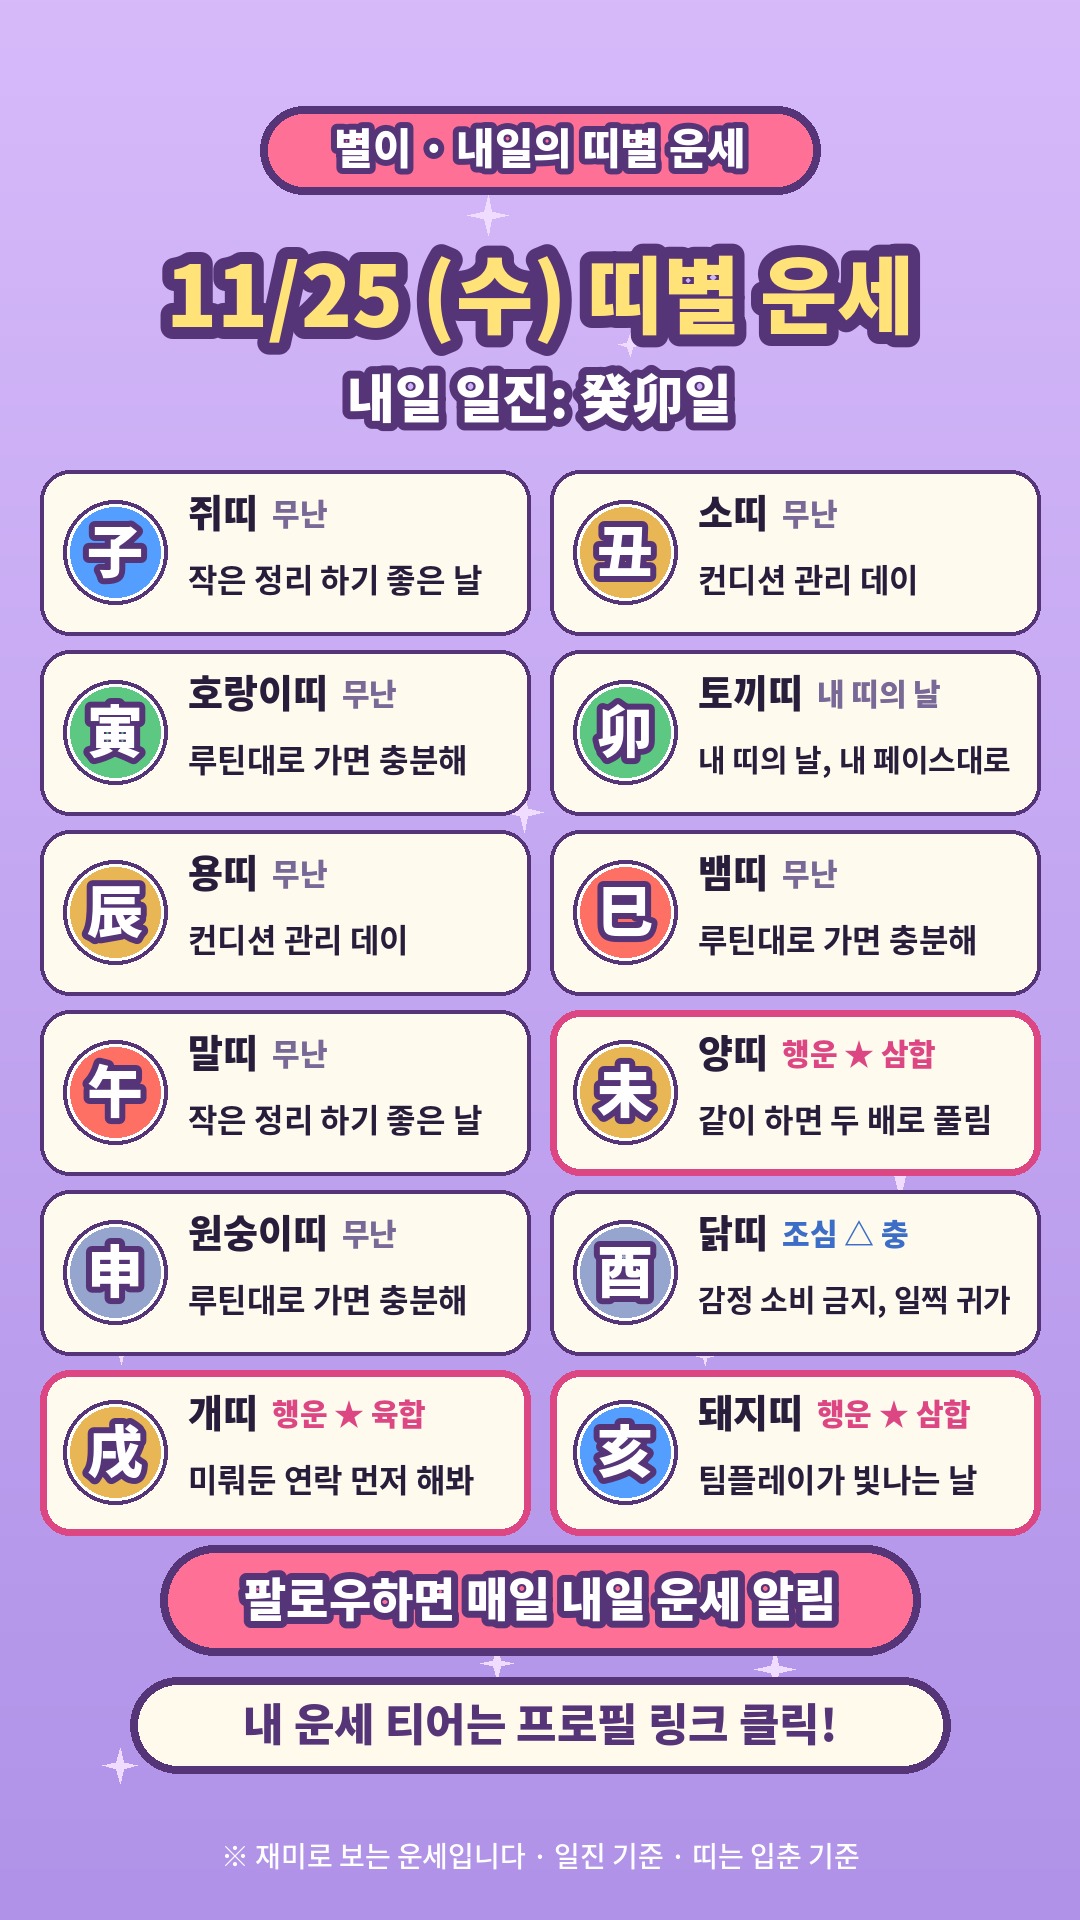 별이 · 내일의 띠별 운세
11/25 (수) 띠별 운세
내일 일진: 癸卯일
子 쥐띠 무난
작은 정리 하기 좋은 날
丑 소띠 무난
컨디션 관리 데이
寅 호랑이띠 무난
루틴대로 가면 충분해
卯 토끼띠 내 띠의 날
내 띠의 날, 내 페이스대로
辰 용띠 무난
컨디션 관리 데이
巳 뱀띠 무난
루틴대로 가면 충분해
午 말띠 무난
작은 정리 하기 좋은 날
未 양띠 행운 ★ 삼합
같이 하면 두 배로 풀림
申 원숭이띠 무난
루틴대로 가면 충분해
酉 닭띠 조심 △ 충
감정 소비 금지, 일찍 귀가
戌 개띠 행운 ★ 육합
미뤄둔 연락 먼저 해봐
亥 돼지띠 행운 ★ 삼합
팀플레이가 빛나는 날
팔로우하면 매일 내일 운세 알림
내 운세 티어는 프로필 링크 클릭!
※ 재미로 보는 운세입니다 · 일진 기준 · 띠는 입춘 기준